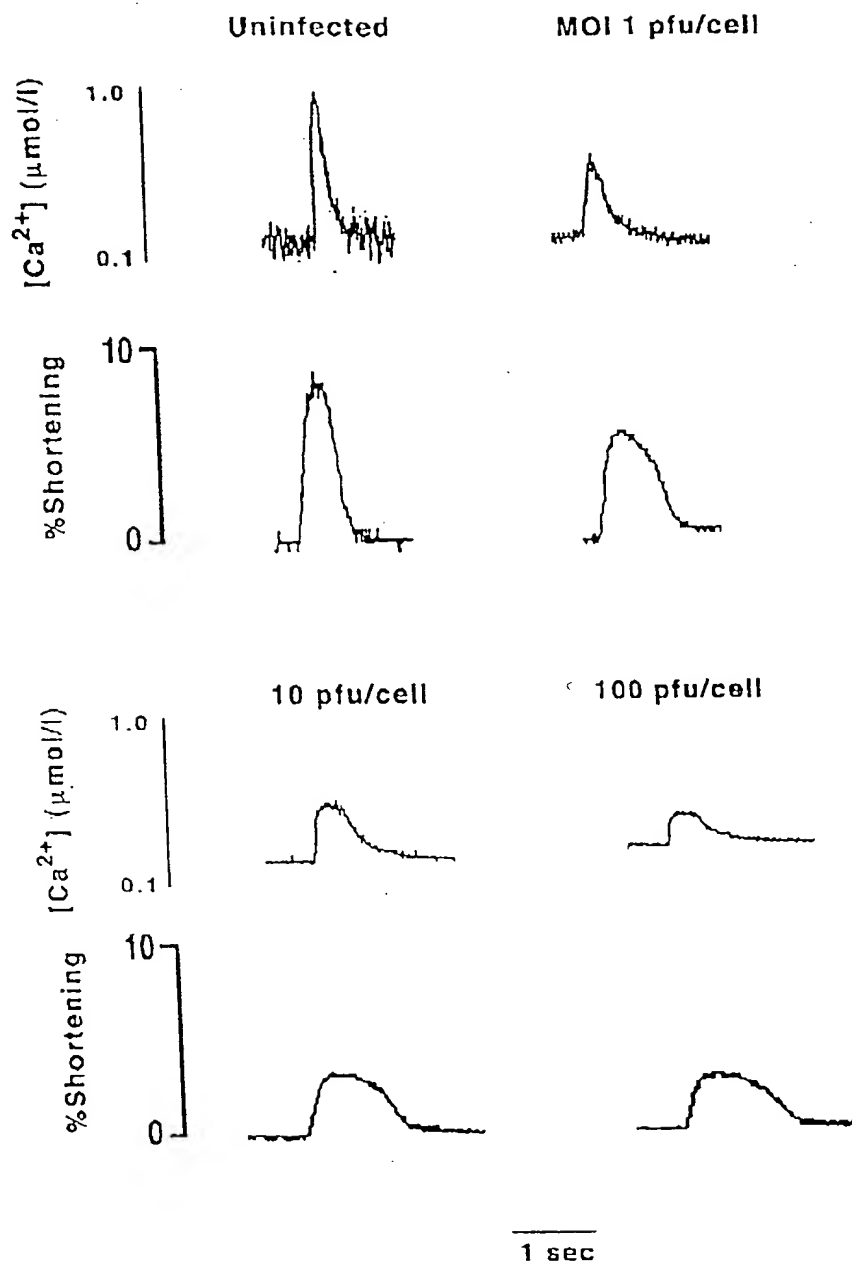 Uninfected
MOI 1 pfu/cell
[Ca2+] (μmol/l)
1.0
0.1
%Shortening
10
0
10 pfu/cell
100 pfu/cell
[Ca2+] (μmol/l)
1.0
0.1
%Shortening
10
0
1 sec